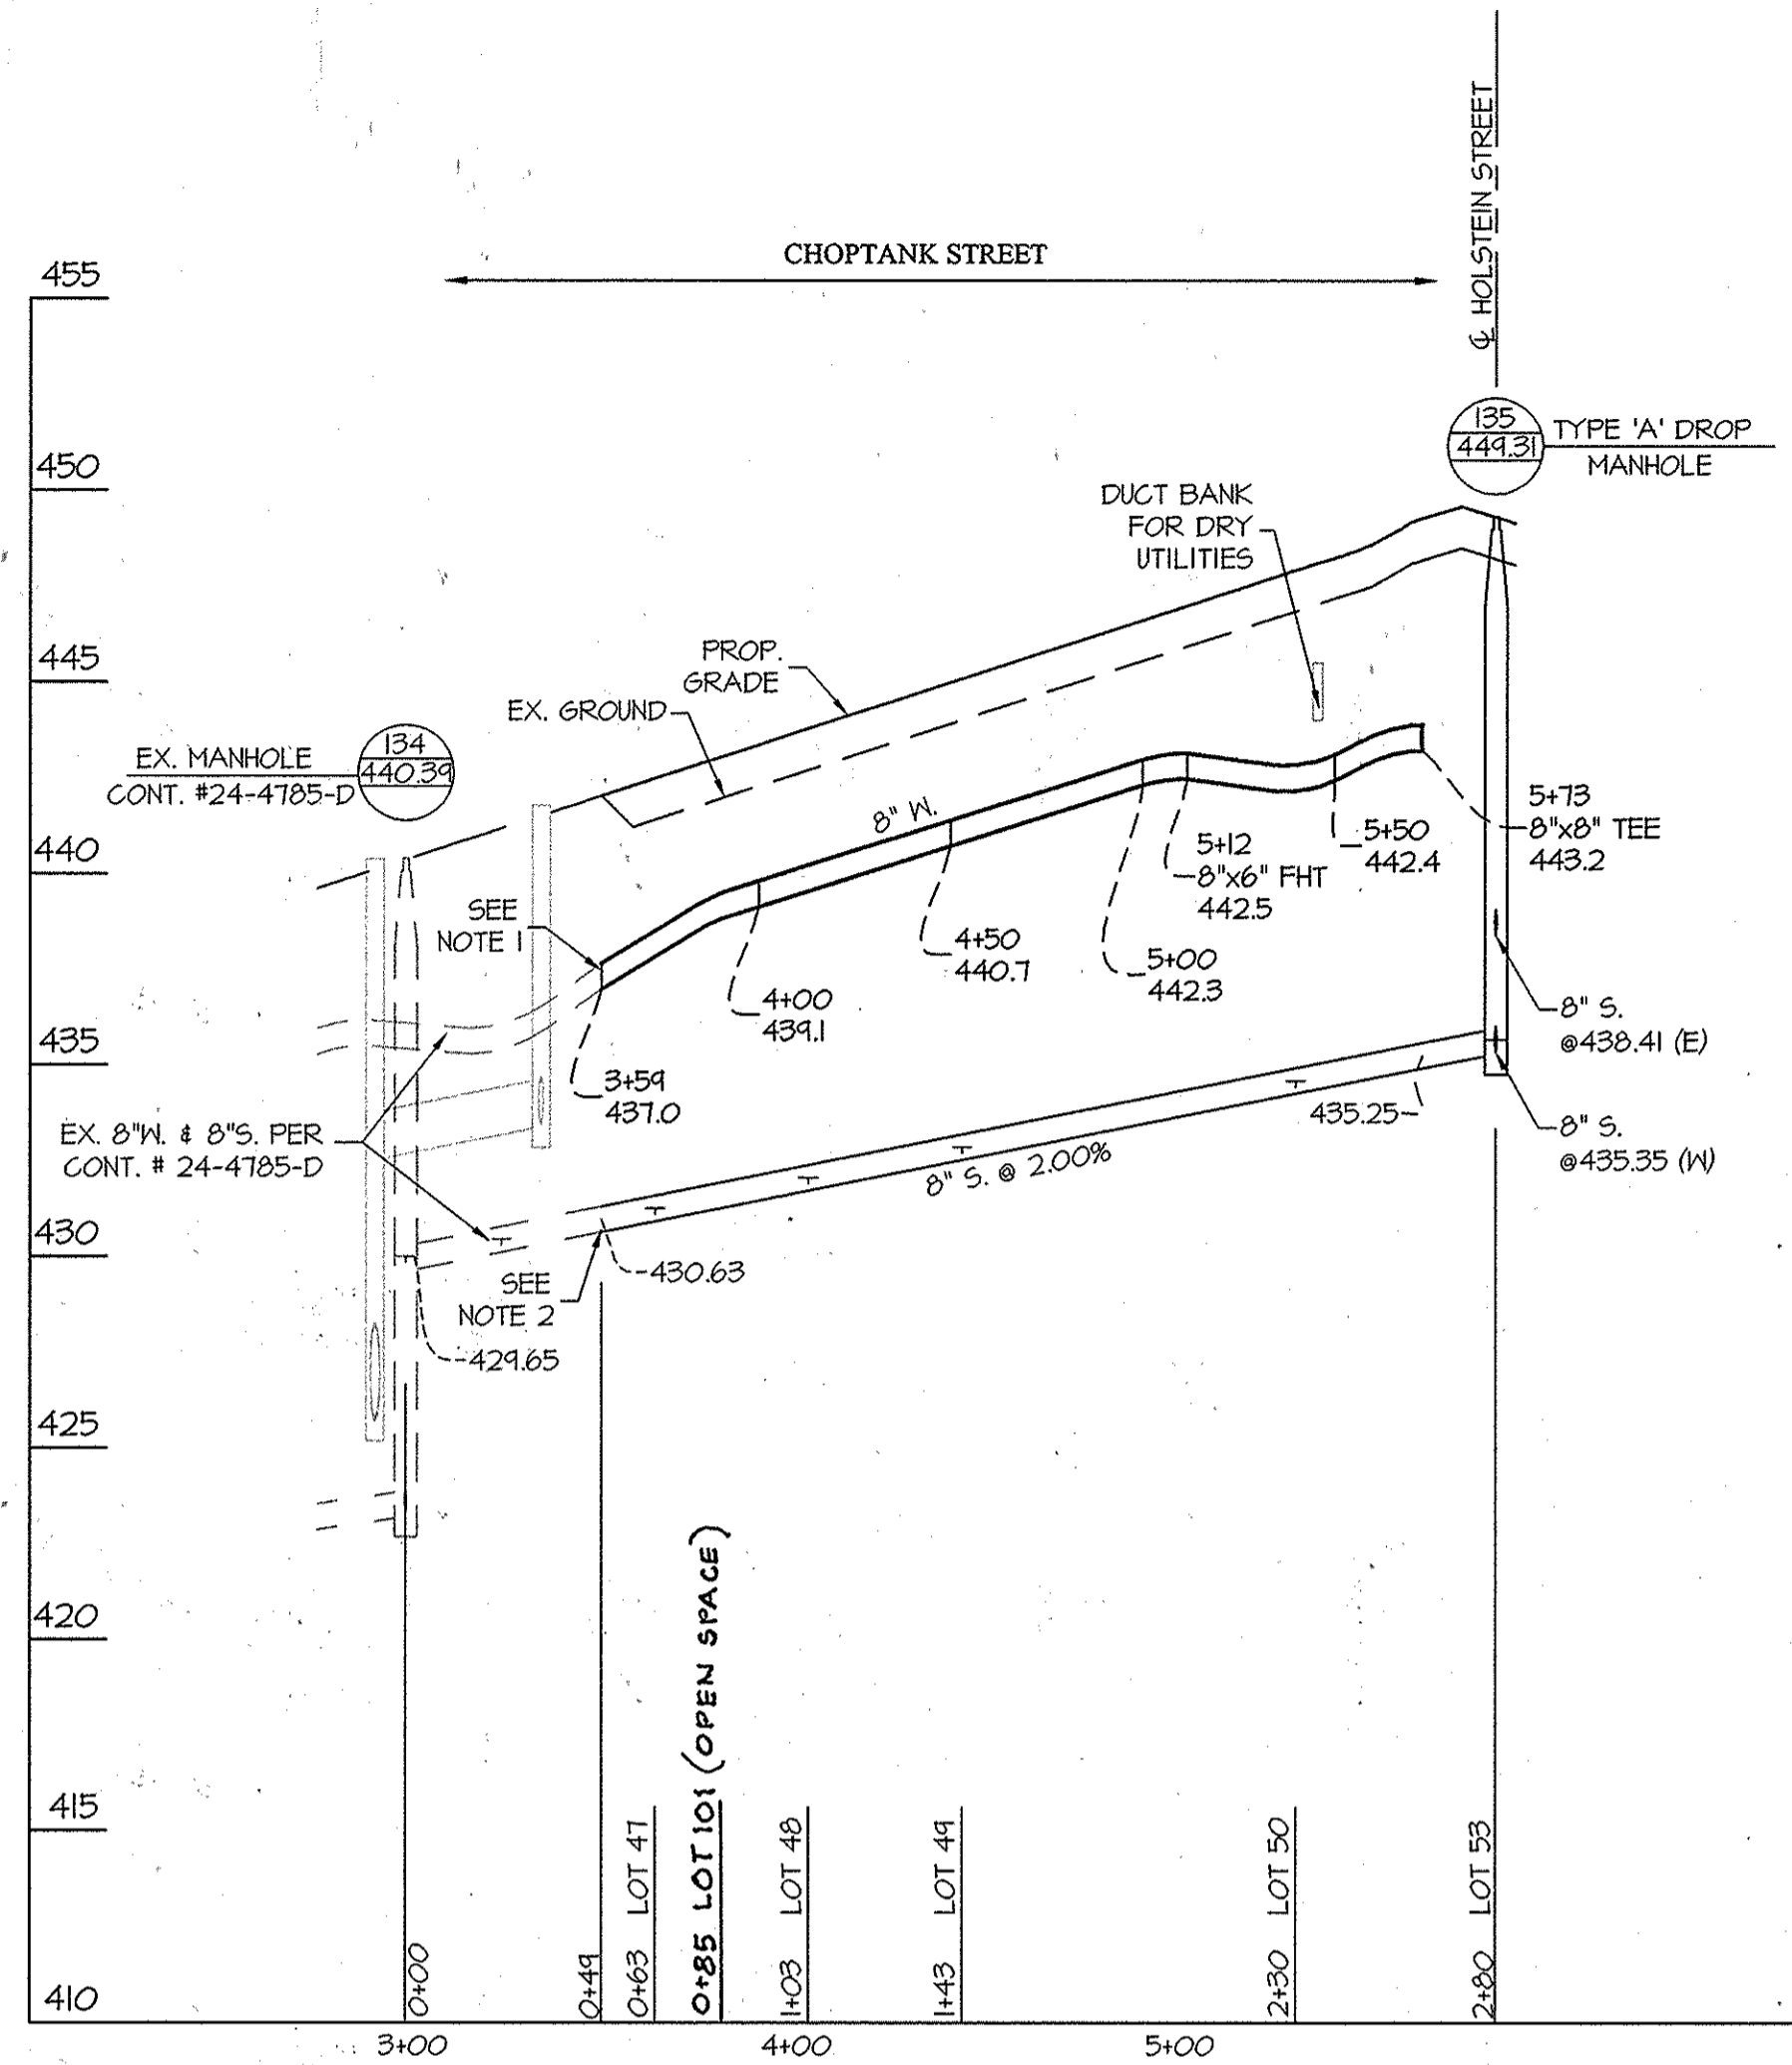 ℄ HOLSTEIN STREET
CHOPTANK STREET
455
450
445
440
435
430
425
420
415
410
135
449.31
TYPE 'A' DROP
MANHOLE
DUCT BANK
FOR DRY
UTILITIES
PROP.
GRADE
EX. GROUND
EX. MANHOLE
CONT. #24-4785-D
134
440.39
8" W.
SEE
NOTE 1
5+73
8"x8" TEE
443.2
5+50
442.4
5+12
8"x6" FHT
442.5
5+00
442.3
4+50
440.7
4+00
439.1
3+59
437.0
8" S.
@438.41 (E)
8" S.
@435.35 (W)
435.25
EX. 8"W. & 8"S. PER
CONT. # 24-4785-D
8" S. @ 2.00%
430.63
SEE
NOTE 2
429.65
0+00
0+49
0+63 LOT 47
0+85 LOT 101 (OPEN SPACE)
1+03 LOT 48
1+43 LOT 49
2+30 LOT 50
2+80 LOT 53
3+00
4+00
5+00